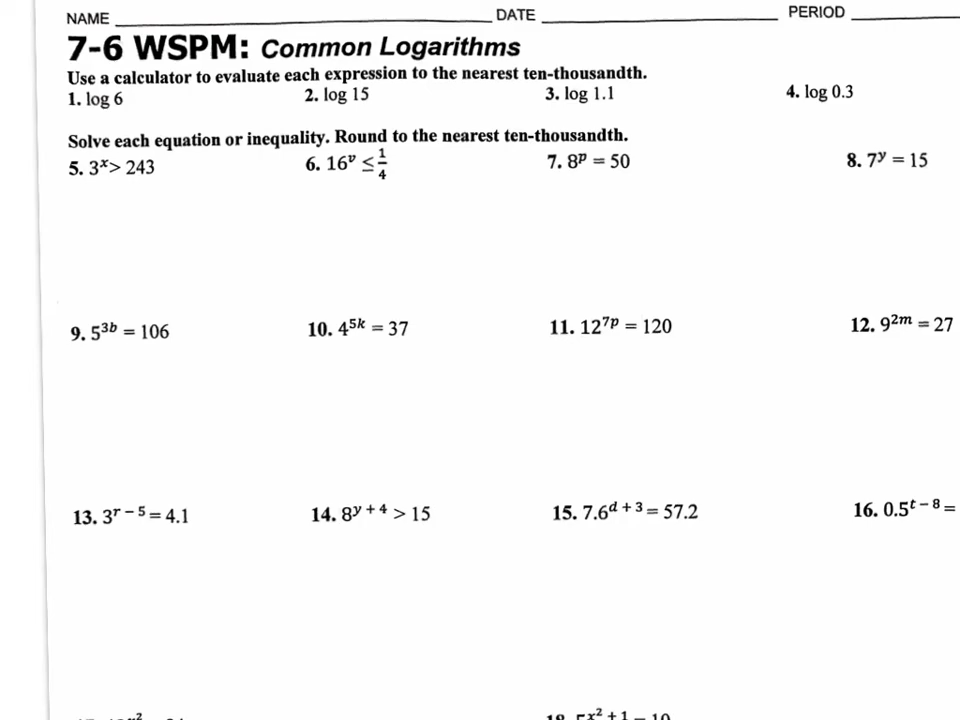 NAME ____ DATE ____ PERIOD ____
7-6 WSPM: Common Logarithms
Use a calculator to evaluate each expression to the nearest ten-thousandth.
1. log 6 2. log 15 3. log 1.1 4. log 0.3
Solve each equation or inequality. Round to the nearest ten-thousandth.
5. 3ˣ > 243 6. 16ᵛ ≤ 1/4 7. 8ᵖ = 50 8. 7ʸ = 15
9. 5³ᵇ = 106 10. 4⁵ᵏ = 37 11. 12⁷ᵖ = 120 12. 9²ᵐ = 27
13. 3ʳ ⁻ ⁵ = 4.1 14. 8ʸ ⁺ ⁴ > 15 15. 7.6ᵈ ⁺ ³ = 57.2 16. 0.5ᵗ ⁻ ⁸ =